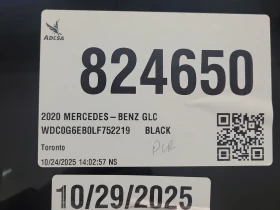 ADESA
824650
2020 MERCEDES-BENZ GLC
WDC0G6EB0LF752219 BLACK
Toronto
10/24/2025 14:02:57 NS
10/29/2025